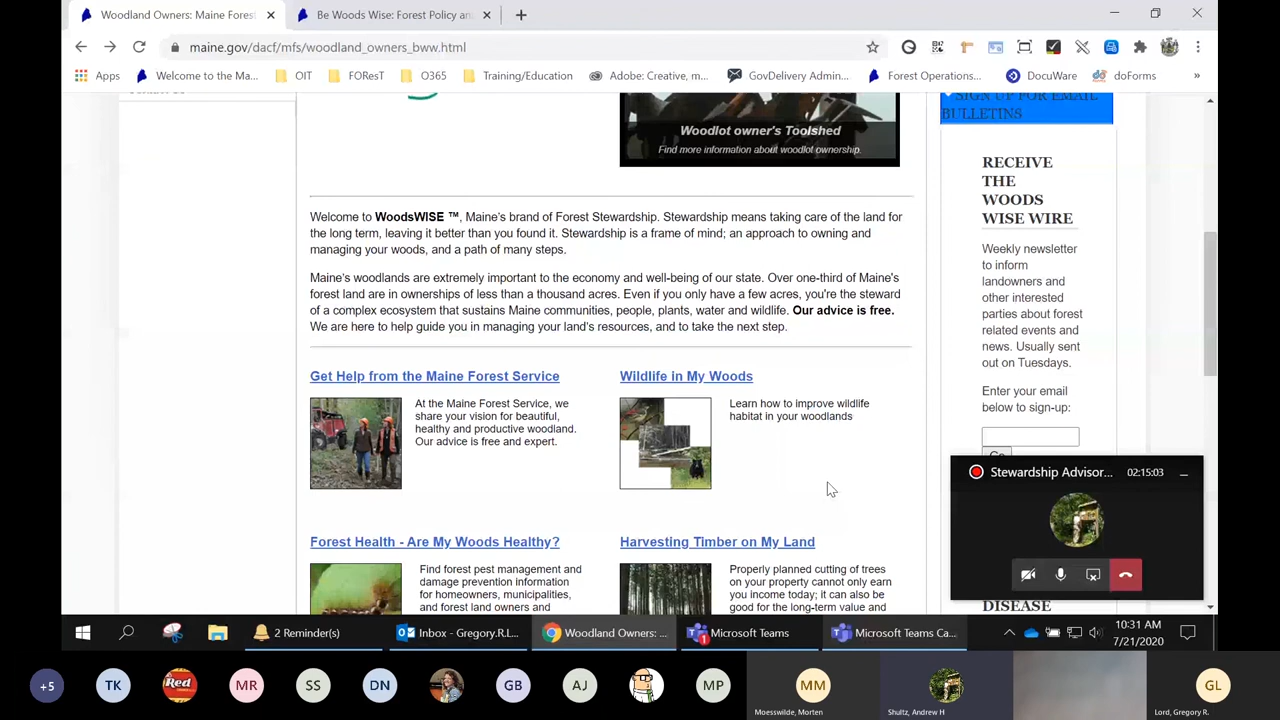 Woodland Owners: Maine Fores
Be Woods Wise: Forest Policy an
maine.gov/dacf/mfs/woodland_owners_bww.html
Apps
Welcome to the Ma...
OIT
FOResT
O365
Training/Education
Adobe: Creative, m...
GovDelivery Admin...
Forest Operations...
DocuWare
doForms
»
Woodlot owner's Toolshed
Find more information about woodlot ownership.
SIGN UP FOR EMAIL
BULLETINS
Welcome to WoodsWISE ™, Maine's brand of Forest Stewardship. Stewardship means taking care of the land for
the long term, leaving it better than you found it. Stewardship is a frame of mind; an approach to owning and
managing your woods, and a path of many steps.
Maine's woodlands are extremely important to the economy and well-being of our state. Over one-third of Maine's
forest land are in ownerships of less than a thousand acres. Even if you only have a few acres, you're the steward
of a complex ecosystem that sustains Maine communities, people, plants, water and wildlife. Our advice is free.
We are here to help guide you in managing your land's resources, and to take the next step.
Get Help from the Maine Forest Service
At the Maine Forest Service, we
share your vision for beautiful,
healthy and productive woodland.
Our advice is free and expert.
Wildlife in My Woods
Learn how to improve wildlife
habitat in your woodlands
Forest Health - Are My Woods Healthy?
Find forest pest management and
damage prevention information
for homeowners, municipalities,
and forest land owners and
Harvesting Timber on My Land
Properly planned cutting of trees
on your property cannot only earn
you income today; it can also be
good for the long-term value and
RECEIVE
THE
WOODS
WISE WIRE
Weekly newsletter
to inform
landowners and
other interested
parties about forest
related events and
news. Usually sent
out on Tuesdays.
Enter your email
below to sign-up:
Go
DISEASE
Stewardship Advisor...
02:15:03
2 Reminder(s)
Inbox - Gregory.R.L...
Woodland Owners: ...
1
Microsoft Teams
Microsoft Teams Ca...
10:31 AM
7/21/2020
+5
TK
Red
MR
SS
DN
GB
AJ
MP
MM
Moesswilde, Morten
Shultz, Andrew H
GL
Lord, Gregory R.